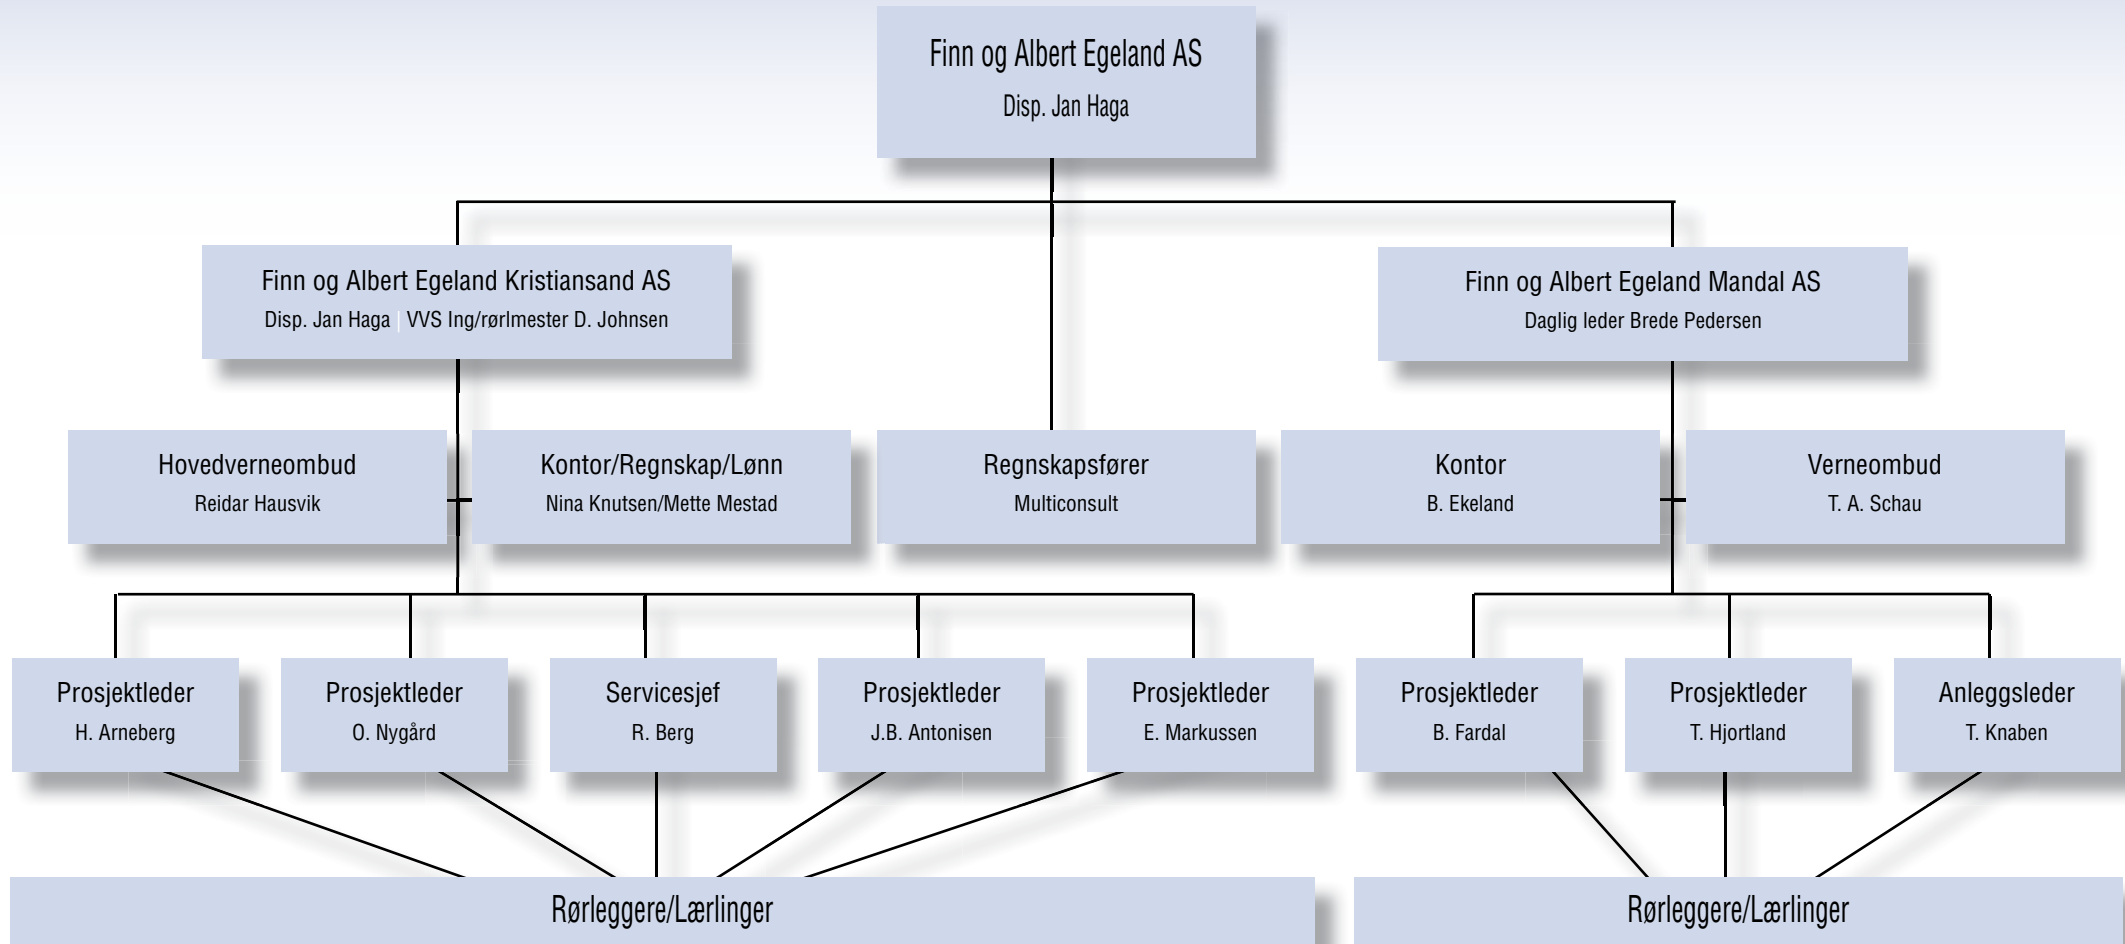 Finn og Albert Egeland AS
Disp. Jan Haga
Finn og Albert Egeland Kristiansand AS
Disp. Jan Haga | VVS Ing/rørlmester D. Johnsen
Finn og Albert Egeland Mandal AS
Daglig leder Brede Pedersen
Hovedverneombud
Reidar Hausvik
Kontor/Regnskap/Lønn
Nina Knutsen/Mette Mestad
Regnskapsfører
Multiconsult
Kontor
B. Ekeland
Verneombud
T. A. Schau
Prosjektleder
H. Arneberg
Prosjektleder
O. Nygård
Servicesjef
R. Berg
Prosjektleder
J.B. Antonisen
Prosjektleder
E. Markussen
Prosjektleder
B. Fardal
Prosjektleder
T. Hjortland
Anleggsleder
T. Knaben
Rørleggere/Lærlinger
Rørleggere/Lærlinger